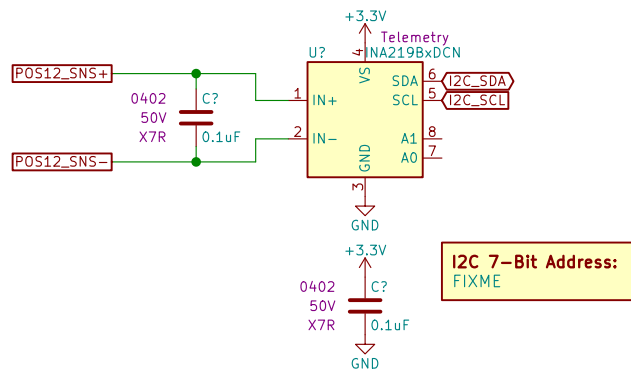 +3.3V
Telemetry
U?
INA219BxDCN
4
VS
POS12_SNS+
SDA
6
I2C_SDA
0402
C?
1
IN+
SCL
5
I2C_SCL
50V
X7R
0.1uF
2
IN-
A1
8
A0
7
POS12_SNS-
GND
3
GND
+3.3V
0402
C?
50V
X7R
0.1uF
GND
I2C 7-Bit Address:
FIXME